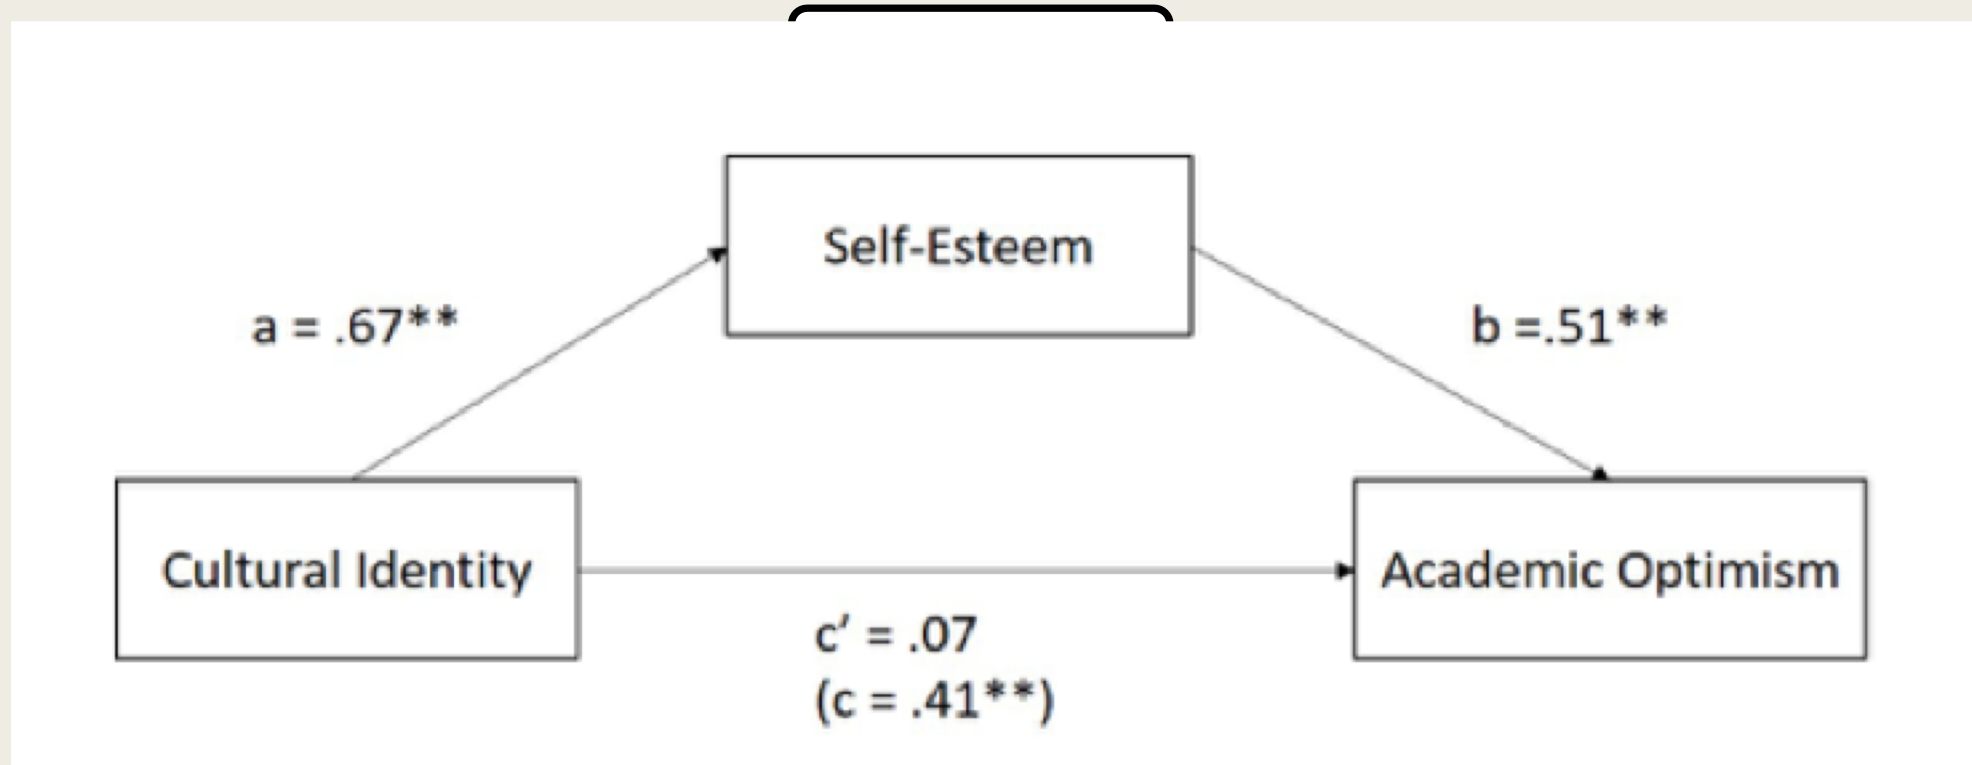 Self-Esteem
a = .67**
b =.51**
Cultural Identity
Academic Optimism
c′ = .07
(c = .41**)